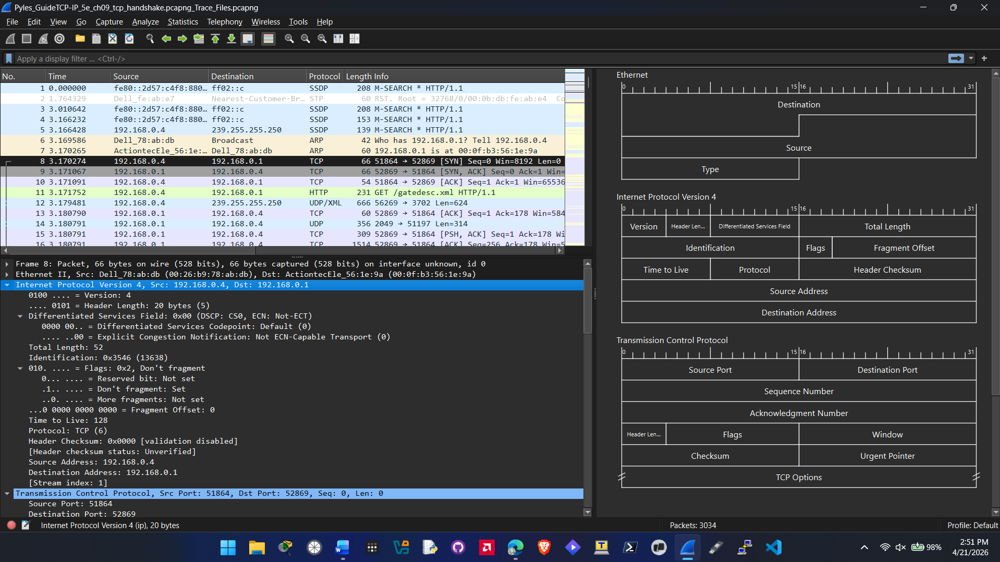 Pyles_GuideTCP-IP_5e_ch09_tcp_handshake.pcapng_Trace_Files.pcapng
File Edit View Go Capture Analyze Statistics Telephony Wireless Tools Help
Apply a display filter … <Ctrl-/>
No. Time Source Destination Protocol Length Info
1 0.000000 fe80::2d57:c4f8:880… ff02::c SSDP 208 M-SEARCH * HTTP/1.1
2 1.764329 Dell_fe:ab:e7 Nearest-Customer-Br… STP 60 RST. Root = 32768/0/00:0b:db:fe:ab:e4 Co
3 3.010642 fe80::2d57:c4f8:880… ff02::c SSDP 208 M-SEARCH * HTTP/1.1
4 3.166232 fe80::2d57:c4f8:880… ff02::c SSDP 153 M-SEARCH * HTTP/1.1
5 3.166428 192.168.0.4 239.255.255.250 SSDP 139 M-SEARCH * HTTP/1.1
6 3.169586 Dell_78:ab:db Broadcast ARP 42 Who has 192.168.0.1? Tell 192.168.0.4
7 3.170265 ActiontecEle_56:1e:… Dell_78:ab:db ARP 60 192.168.0.1 is at 00:0f:b3:56:1e:9a
8 3.170274 192.168.0.4 192.168.0.1 TCP 66 51864 → 52869 [SYN] Seq=0 Win=8192 Len=0
9 3.171067 192.168.0.1 192.168.0.4 TCP 66 52869 → 51864 [SYN, ACK] Seq=0 Ack=1 Win=
10 3.171091 192.168.0.4 192.168.0.1 TCP 54 51864 → 52869 [ACK] Seq=1 Ack=1 Win=65536
11 3.171752 192.168.0.4 192.168.0.1 HTTP 231 GET /gatedesc.xml HTTP/1.1
12 3.179481 192.168.0.4 239.255.255.250 UDP/XML 666 56269 → 3702 Len=624
13 3.180790 192.168.0.1 192.168.0.4 TCP 60 52869 → 51864 [ACK] Seq=1 Ack=178 Win=584
14 3.180791 192.168.0.1 192.168.0.4 UDP 356 2049 → 51197 Len=314
15 3.180791 192.168.0.1 192.168.0.4 TCP 309 52869 → 51864 [PSH, ACK] Seq=1 Ack=178 Wi
16 3.180791 192.168.0.1 192.168.0.4 TCP 1514 52869 → 51864 [ACK] Seq=256 Ack=178 Win=5
Frame 8: Packet, 66 bytes on wire (528 bits), 66 bytes captured (528 bits) on interface unknown, id 0
Ethernet II, Src: Dell_78:ab:db (00:26:b9:78:ab:db), Dst: ActiontecEle_56:1e:9a (00:0f:b3:56:1e:9a)
Internet Protocol Version 4, Src: 192.168.0.4, Dst: 192.168.0.1
0100 .... = Version: 4
.... 0101 = Header Length: 20 bytes (5)
Differentiated Services Field: 0x00 (DSCP: CS0, ECN: Not-ECT)
0000 00.. = Differentiated Services Codepoint: Default (0)
.... ..00 = Explicit Congestion Notification: Not ECN-Capable Transport (0)
Total Length: 52
Identification: 0x3546 (13638)
010. .... = Flags: 0x2, Don't fragment
0... .... = Reserved bit: Not set
.1.. .... = Don't fragment: Set
..0. .... = More fragments: Not set
...0 0000 0000 0000 = Fragment Offset: 0
Time to Live: 128
Protocol: TCP (6)
Header Checksum: 0x0000 [validation disabled]
[Header checksum status: Unverified]
Source Address: 192.168.0.4
Destination Address: 192.168.0.1
[Stream index: 1]
Transmission Control Protocol, Src Port: 51864, Dst Port: 52869, Seq: 0, Len: 0
Source Port: 51864
Destination Port: 52869
Ethernet
0 15 16 31
Destination
Source
Type
Internet Protocol Version 4
0 15 16 31
Version Header Len… Differentiated Services Field Total Length
Identification Flags Fragment Offset
Time to Live Protocol Header Checksum
Source Address
Destination Address
Transmission Control Protocol
0 15 16 31
Source Port Destination Port
Sequence Number
Acknowledgment Number
Header Len… Flags Window
Checksum Urgent Pointer
TCP Options
Internet Protocol Version 4 (ip), 20 bytes Packets: 3034 Profile: Default
98%
2:51 PM
4/21/2026